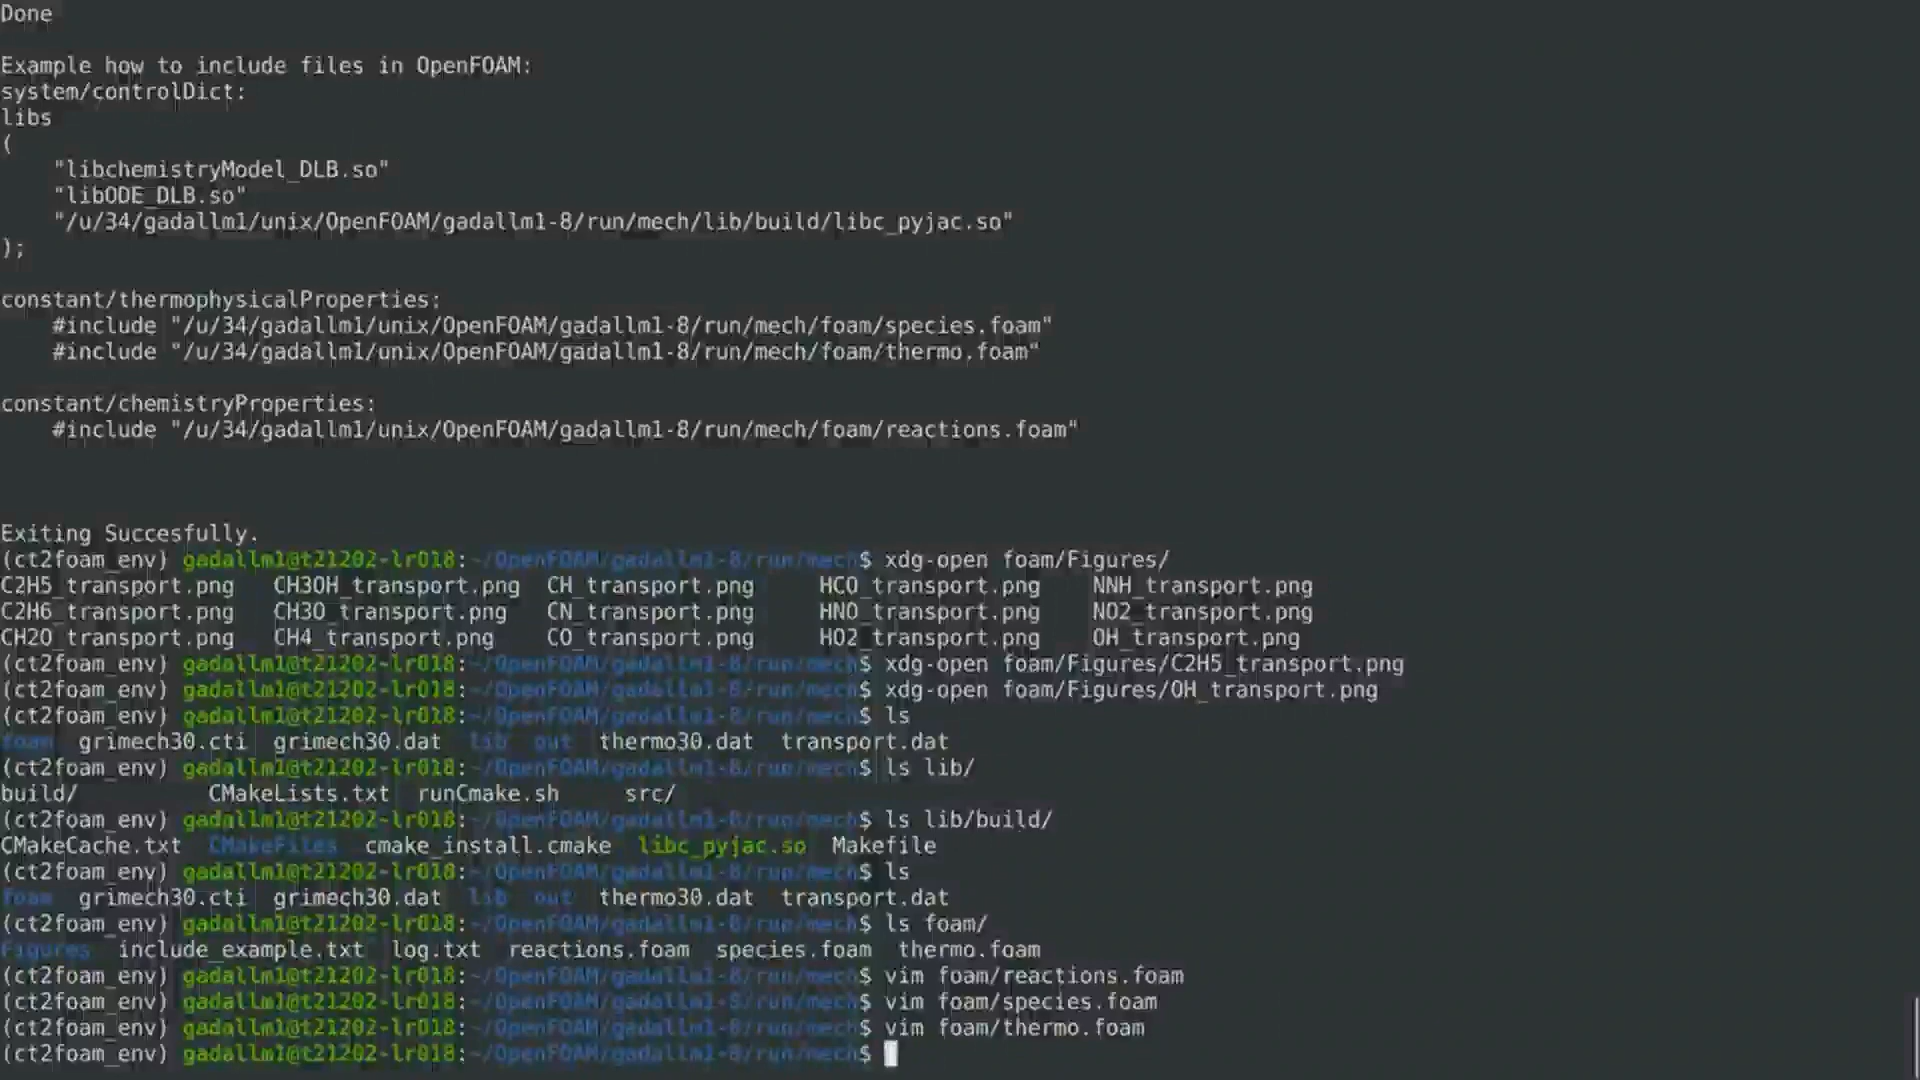 Done
Example how to include files in OpenFOAM:
system/controlDict:
libs
(
    "libchemistryModel_DLB.so"
    "libODE_DLB.so"
    "/u/34/gadallm1/unix/OpenFOAM/gadallm1-8/run/mech/lib/build/libc_pyjac.so"
);
constant/thermophysicalProperties:
    #include "/u/34/gadallm1/unix/OpenFOAM/gadallm1-8/run/mech/foam/species.foam"
    #include "/u/34/gadallm1/unix/OpenFOAM/gadallm1-8/run/mech/foam/thermo.foam"
constant/chemistryProperties:
    #include "/u/34/gadallm1/unix/OpenFOAM/gadallm1-8/run/mech/foam/reactions.foam"
Exiting Succesfully.
(ct2foam_env) gadallm1@t21202-lr018:~/OpenFOAM/gadallm1-8/run/mech$ xdg-open foam/Figures/
C2H5_transport.png   CH3OH_transport.png  CH_transport.png     HCO_transport.png    NNH_transport.png
C2H6_transport.png   CH3O_transport.png   CN_transport.png     HNO_transport.png    NO2_transport.png
CH2O_transport.png   CH4_transport.png    CO_transport.png     HO2_transport.png    OH_transport.png
(ct2foam_env) gadallm1@t21202-lr018:~/OpenFOAM/gadallm1-8/run/mech$ xdg-open foam/Figures/C2H5_transport.png
(ct2foam_env) gadallm1@t21202-lr018:~/OpenFOAM/gadallm1-8/run/mech$ xdg-open foam/Figures/OH_transport.png
(ct2foam_env) gadallm1@t21202-lr018:~/OpenFOAM/gadallm1-8/run/mech$ ls
foam  grimech30.cti  grimech30.dat  lib  out  thermo30.dat  transport.dat
(ct2foam_env) gadallm1@t21202-lr018:~/OpenFOAM/gadallm1-8/run/mech$ ls lib/
build/          CMakeLists.txt  runCmake.sh     src/
(ct2foam_env) gadallm1@t21202-lr018:~/OpenFOAM/gadallm1-8/run/mech$ ls lib/build/
CMakeCache.txt  CMakeFiles  cmake_install.cmake  libc_pyjac.so  Makefile
(ct2foam_env) gadallm1@t21202-lr018:~/OpenFOAM/gadallm1-8/run/mech$ ls
foam  grimech30.cti  grimech30.dat  lib  out  thermo30.dat  transport.dat
(ct2foam_env) gadallm1@t21202-lr018:~/OpenFOAM/gadallm1-8/run/mech$ ls foam/
Figures  include_example.txt  log.txt  reactions.foam  species.foam  thermo.foam
(ct2foam_env) gadallm1@t21202-lr018:~/OpenFOAM/gadallm1-8/run/mech$ vim foam/reactions.foam
(ct2foam_env) gadallm1@t21202-lr018:~/OpenFOAM/gadallm1-8/run/mech$ vim foam/species.foam
(ct2foam_env) gadallm1@t21202-lr018:~/OpenFOAM/gadallm1-8/run/mech$ vim foam/thermo.foam
(ct2foam_env) gadallm1@t21202-lr018:~/OpenFOAM/gadallm1-8/run/mech$